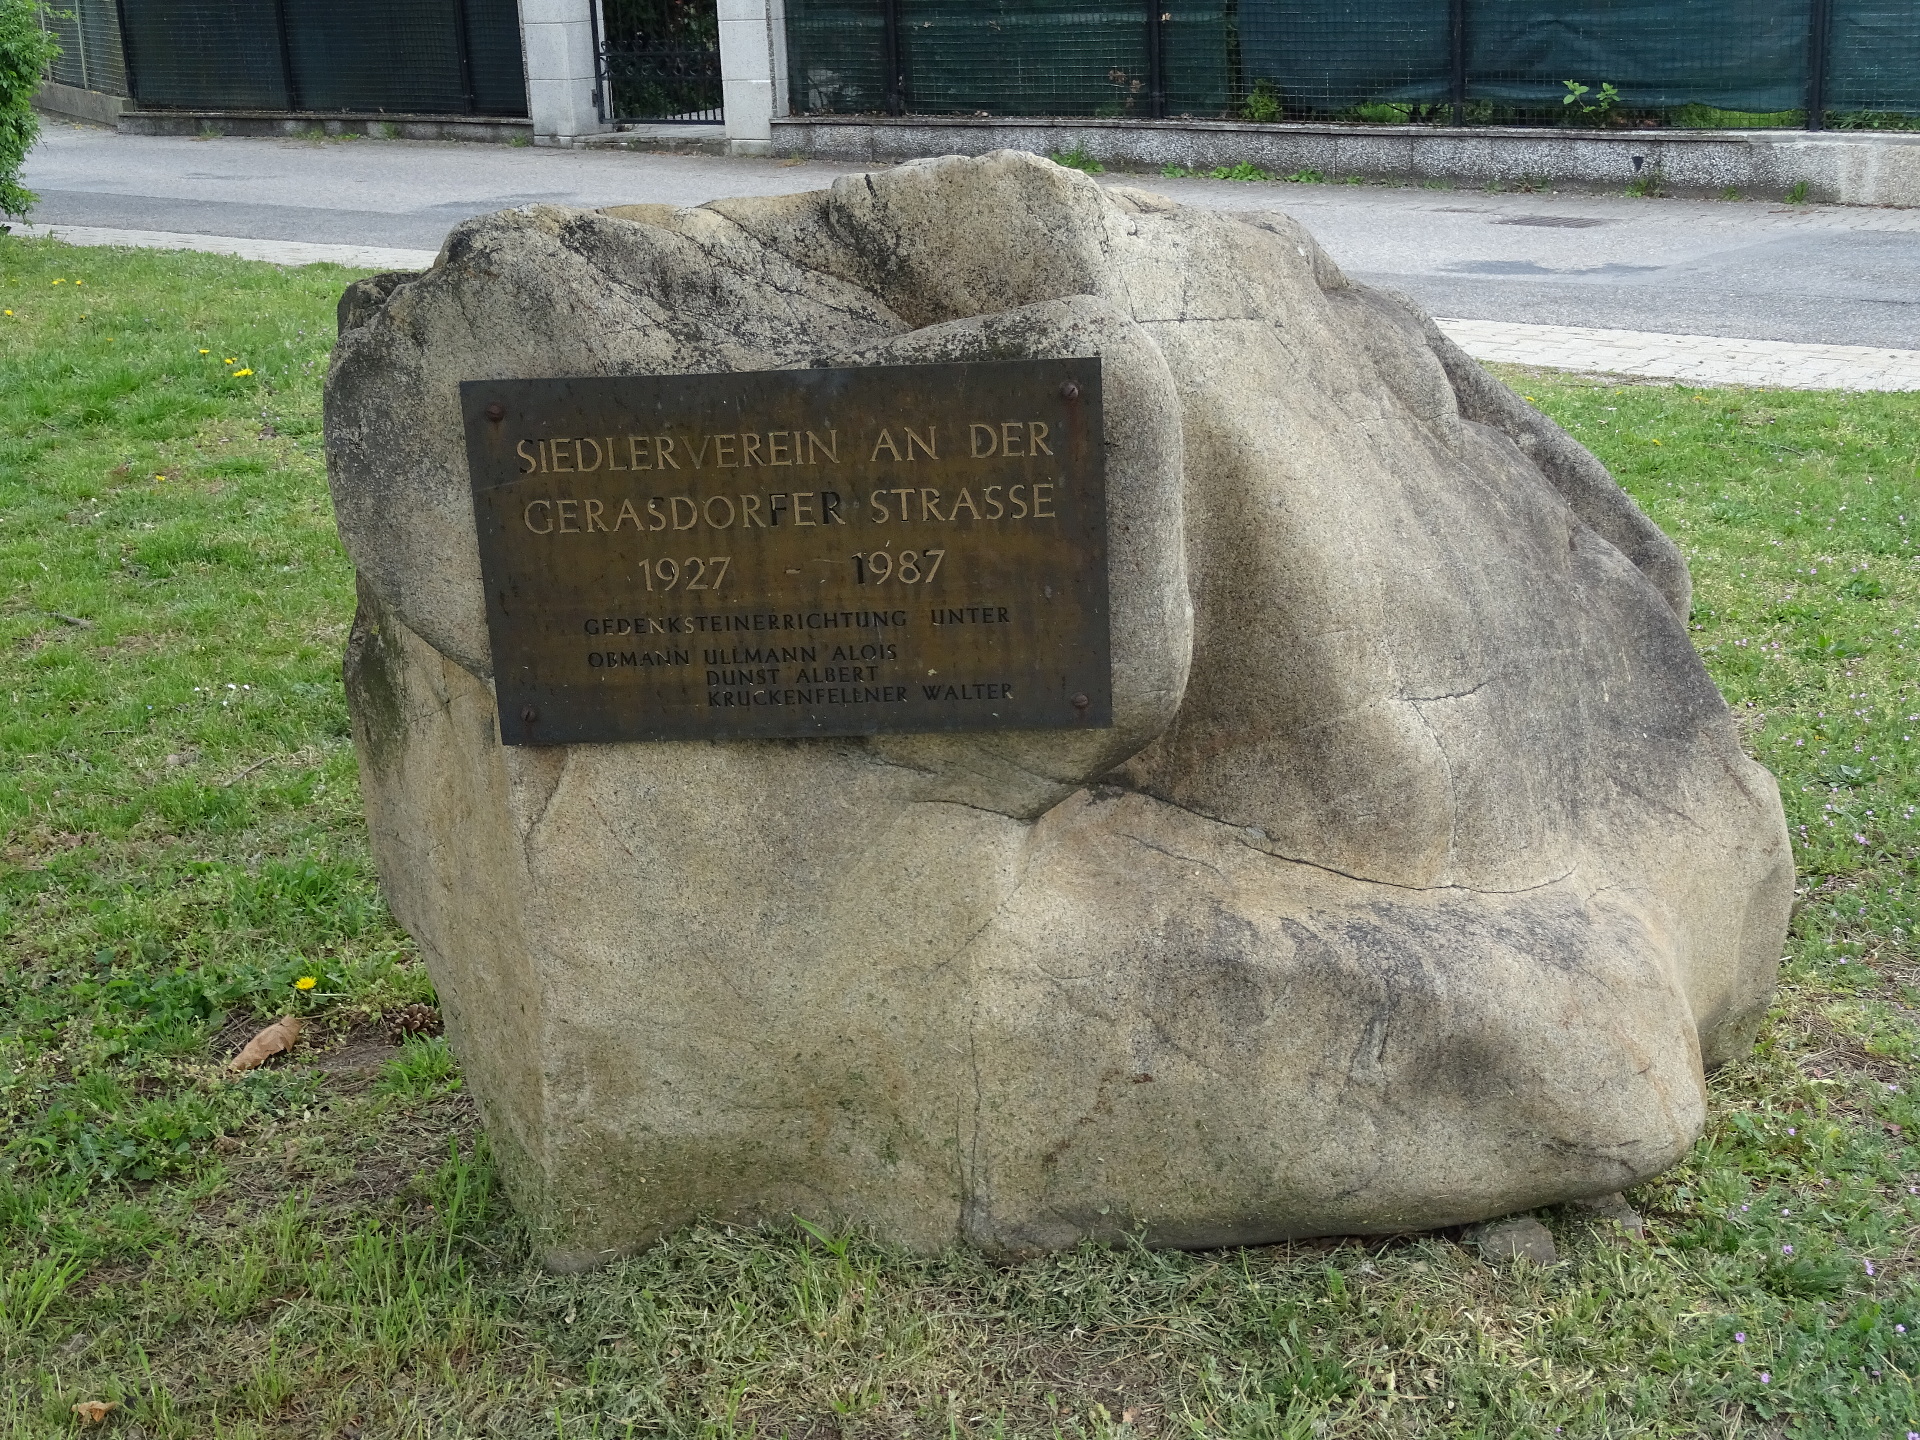 SIEDLERVEREIN AN DER
GERASDORFER STRASSE
1927 - 1987
GEDENKSTEINERRICHTUNG UNTER
OBMANN ULLMANN ALOIS
DUNST ALBERT
KRUCKENFELLNER WALTER